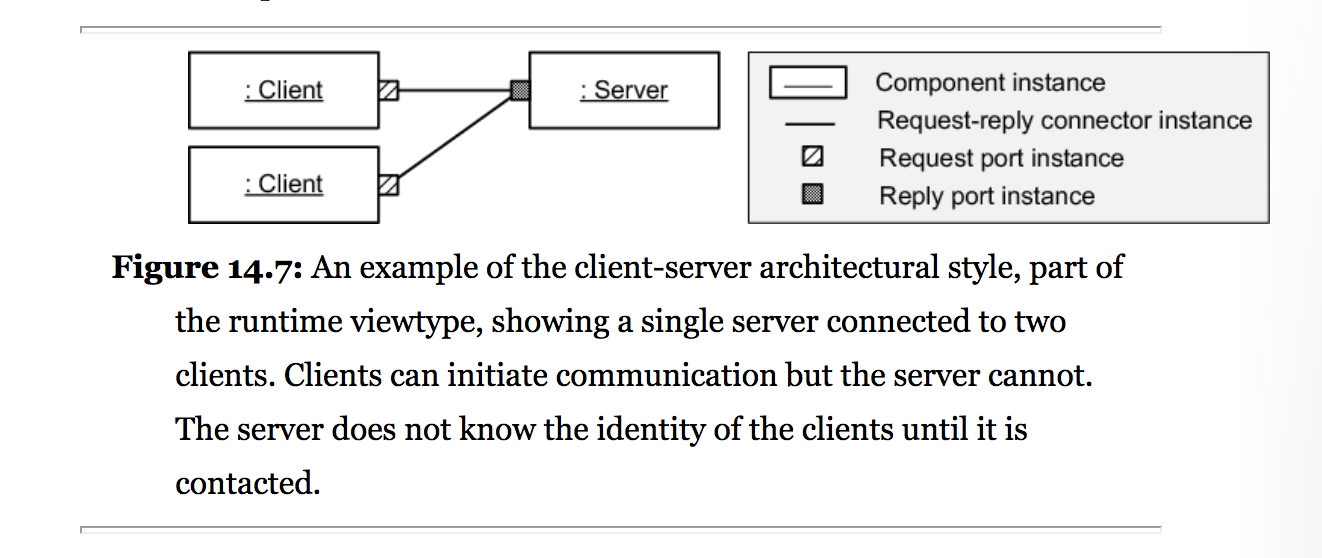 : Client
: Server
: Client
Component instance
Request-reply connector instance
Request port instance
Reply port instance
Figure 14.7: An example of the client-server architectural style, part of
the runtime viewtype, showing a single server connected to two
clients. Clients can initiate communication but the server cannot.
The server does not know the identity of the clients until it is
contacted.